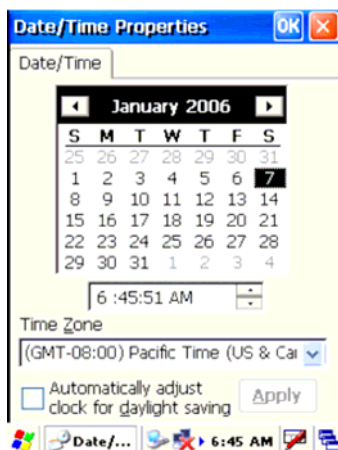 Date/Time Properties OK
Date/Time
January 2006
S M T W T F S
25 26 27 28 29 30 31
1 2 3 4 5 6 7
8 9 10 11 12 13 14
15 16 17 18 19 20 21
22 23 24 25 26 27 28
29 30 31 1 2 3 4
6 :45:51 AM
Time Zone
(GMT-08:00) Pacific Time (US & Car
Automatically adjust
clock for daylight saving
Apply
Date/... 6:45 AM